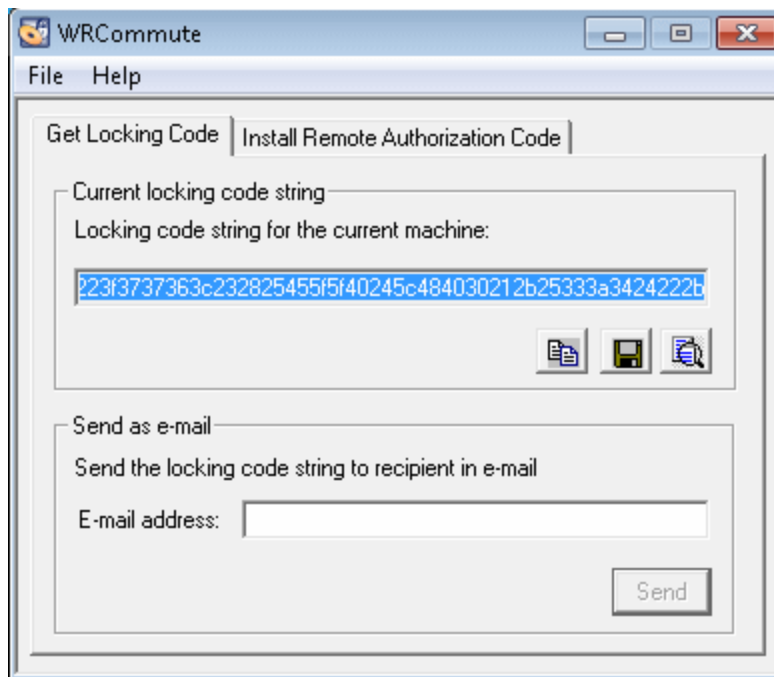 WRCommute
File Help
Get Locking Code Install Remote Authorization Code
Current locking code string
Locking code string for the current machine:
223f3737363c232825455f5f40245c484030212b25333a3424222b
Send as e-mail
Send the locking code string to recipient in e-mail
E-mail address:
Send